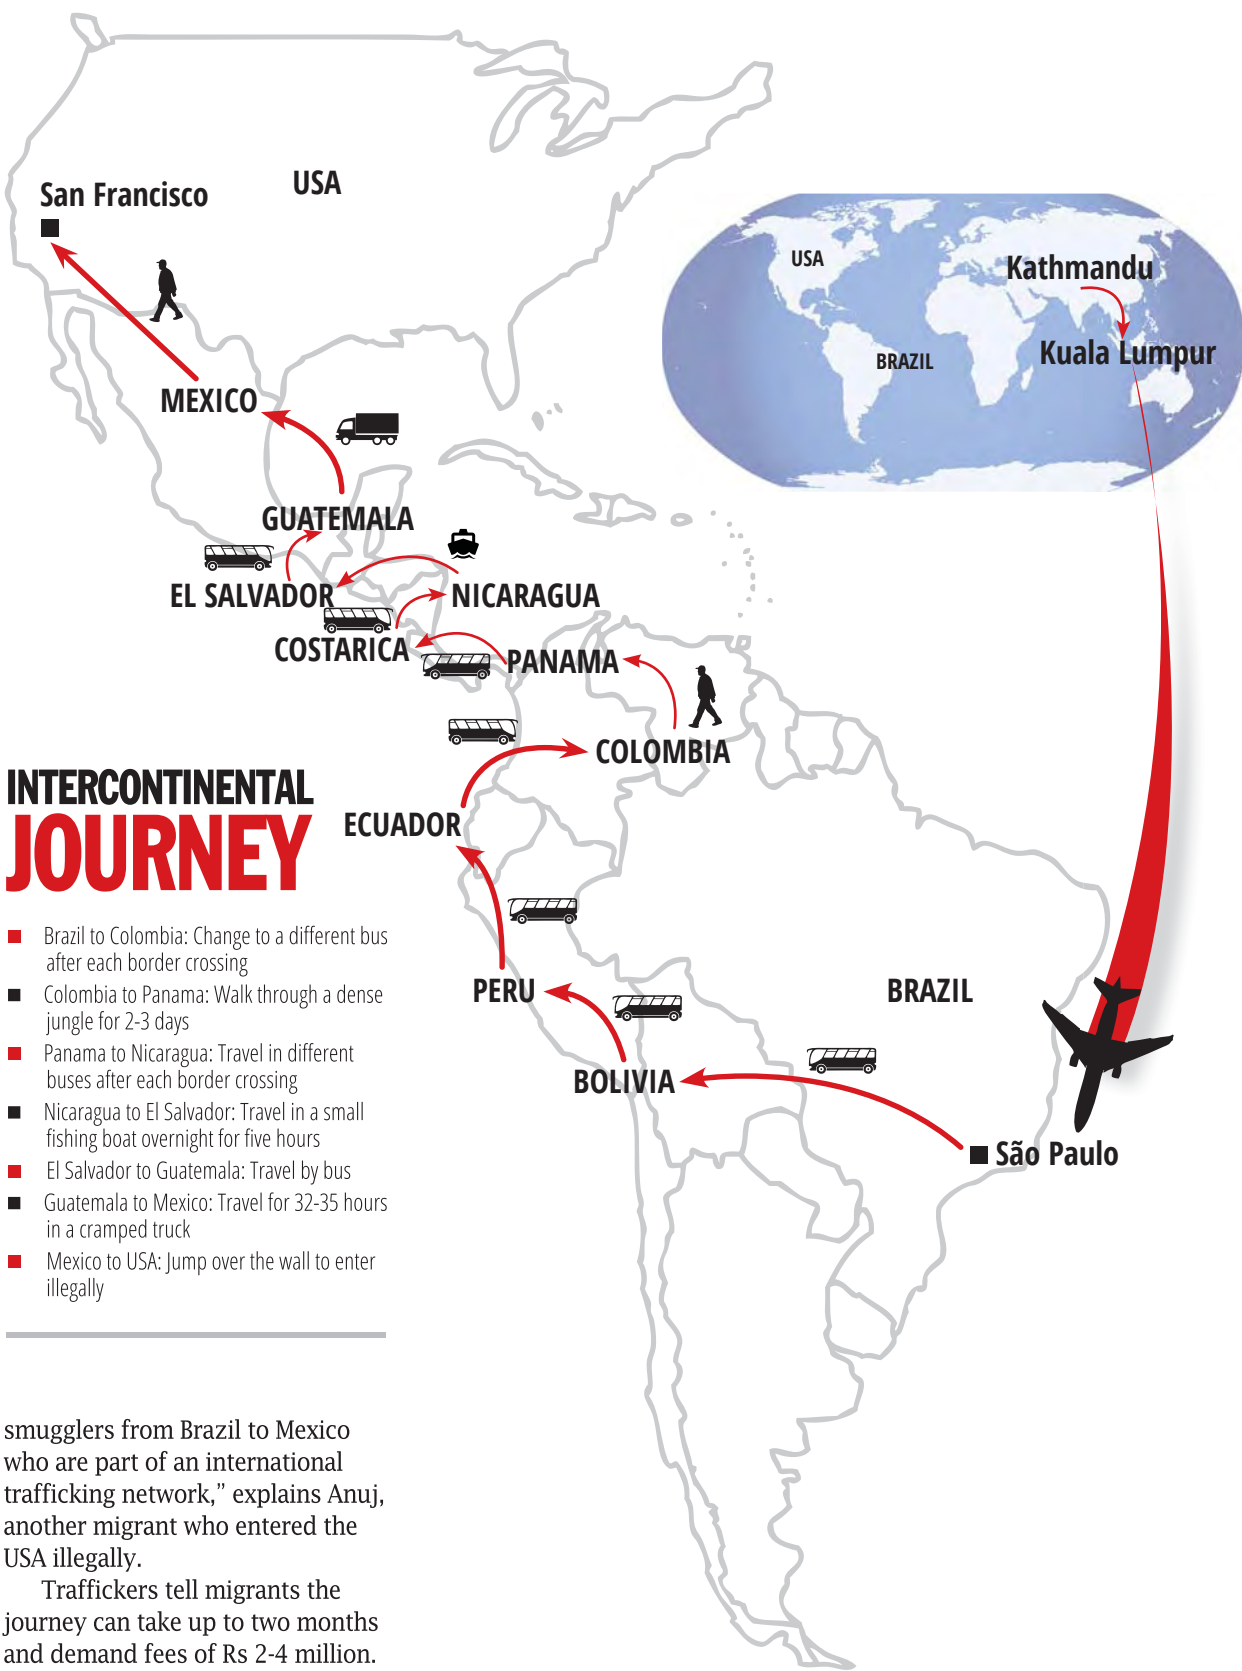 San Francisco
USA
USA
Kathmandu
Kuala Lumpur
BRAZIL
MEXICO
GUATEMALA
EL SALVADOR
NICARAGUA
COSTARICA
PANAMA
COLOMBIA
ECUADOR
PERU
BRAZIL
BOLIVIA
São Paulo
INTERCONTINENTAL
JOURNEY
Brazil to Colombia: Change to a different bus
after each border crossing
Colombia to Panama: Walk through a dense
jungle for 2-3 days
Panama to Nicaragua: Travel in different
buses after each border crossing
Nicaragua to El Salvador: Travel in a small
fishing boat overnight for five hours
El Salvador to Guatemala: Travel by bus
Guatemala to Mexico: Travel for 32-35 hours
in a cramped truck
Mexico to USA: Jump over the wall to enter
illegally
smugglers from Brazil to Mexico
who are part of an international
trafficking network,” explains Anuj,
another migrant who entered the
USA illegally.
Traffickers tell migrants the
journey can take up to two months
and demand fees of Rs 2-4 million.